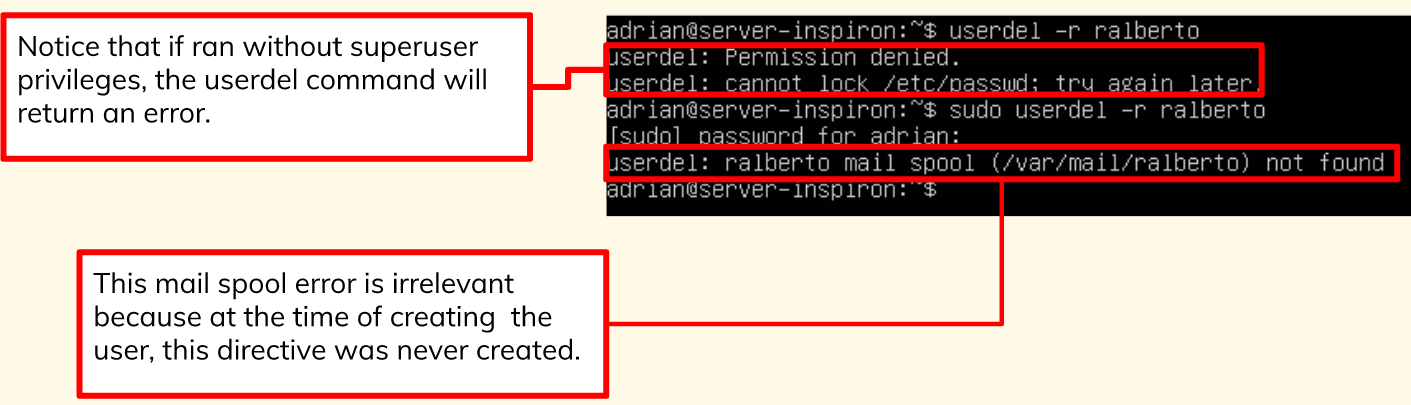 Notice that if ran without superuser
privileges, the userdel command will
return an error.
adrian@server-inspiron:~$ userdel -r ralberto
userdel: Permission denied.
userdel: cannot lock /etc/passwd; try again later.
adrian@server-inspiron:~$ sudo userdel -r ralberto
[sudo] password for adrian:
userdel: ralberto mail spool (/var/mail/ralberto) not found
adrian@server-inspiron:~$
This mail spool error is irrelevant
because at the time of creating  the
user, this directive was never created.